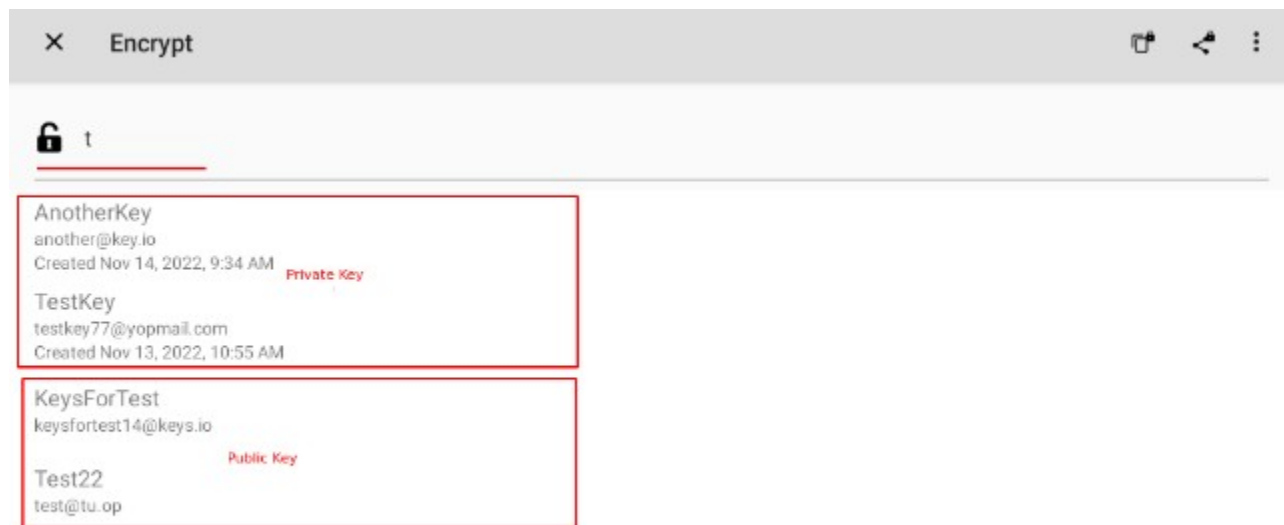 Encrypt
t
AnotherKey
another@key.io
Created Nov 14, 2022, 9:34 AM
Private Key
TestKey
testkey77@yopmail.com
Created Nov 13, 2022, 10:55 AM
KeysForTest
keysfortest14@keys.io
Public Key
Test22
test@tu.op